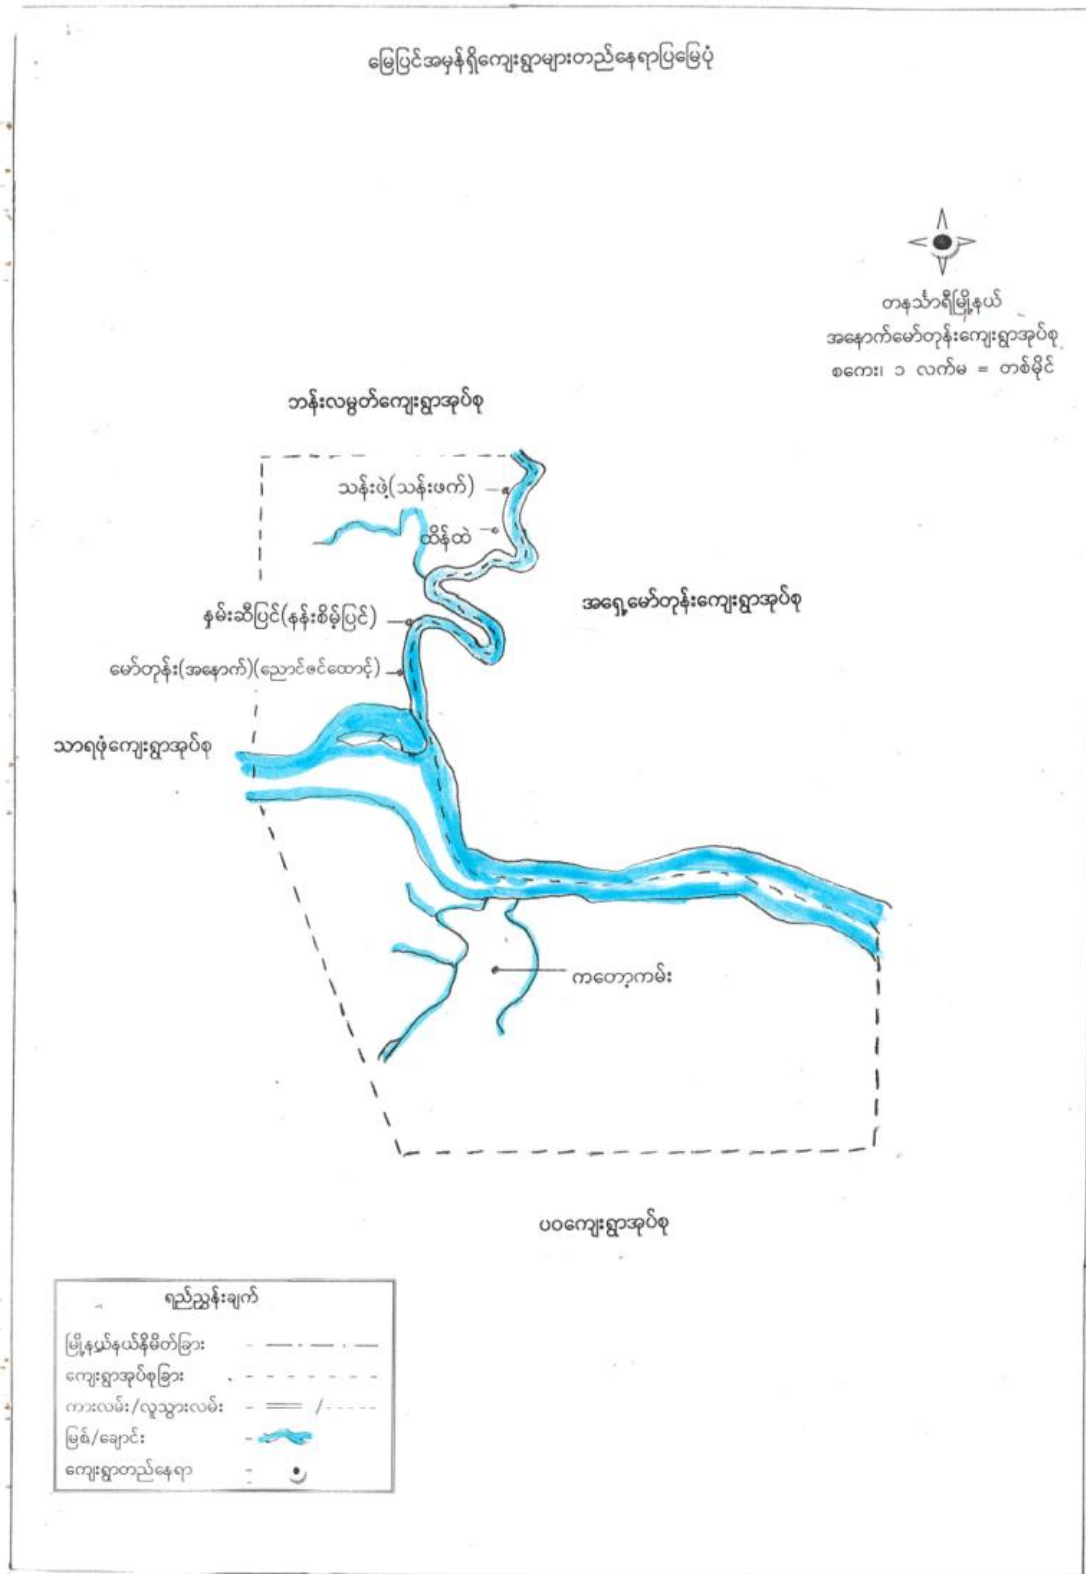 မြေပြင်အမှန်ရှိကျေးရွာများတည်နေရာပြမြေပုံ
တနင်္သာရီမြို့နယ်
အနောက်မော်တုန်းကျေးရွာအုပ်စု
စကေး၊ ၁ လက်မ = တစ်မိုင်
ဘန်းလမွတ်ကျေးရွာအုပ်စု
သန်းဖဲ့(သန်းဖက်)
ထိန်ထဲ
အရှေ့မော်တုန်းကျေးရွာအုပ်စု
နှမ်းဆီပြင်(နန်းစိမ့်ပြင်)
မော်တုန်း(အနောက်)(ညောင်ဇင်ထောင့်)
သာရဖုံကျေးရွာအုပ်စု
ကတော့ကမ်း
ပဝကျေးရွာအုပ်စု
ရည်ညွှန်းချက်
မြို့နယ်နယ်နိမိတ်ခြား
ကျေးရွာအုပ်စုခြား
ကားလမ်း/လူသွားလမ်း
မြစ်/ချောင်း
ကျေးရွာတည်နေရာ